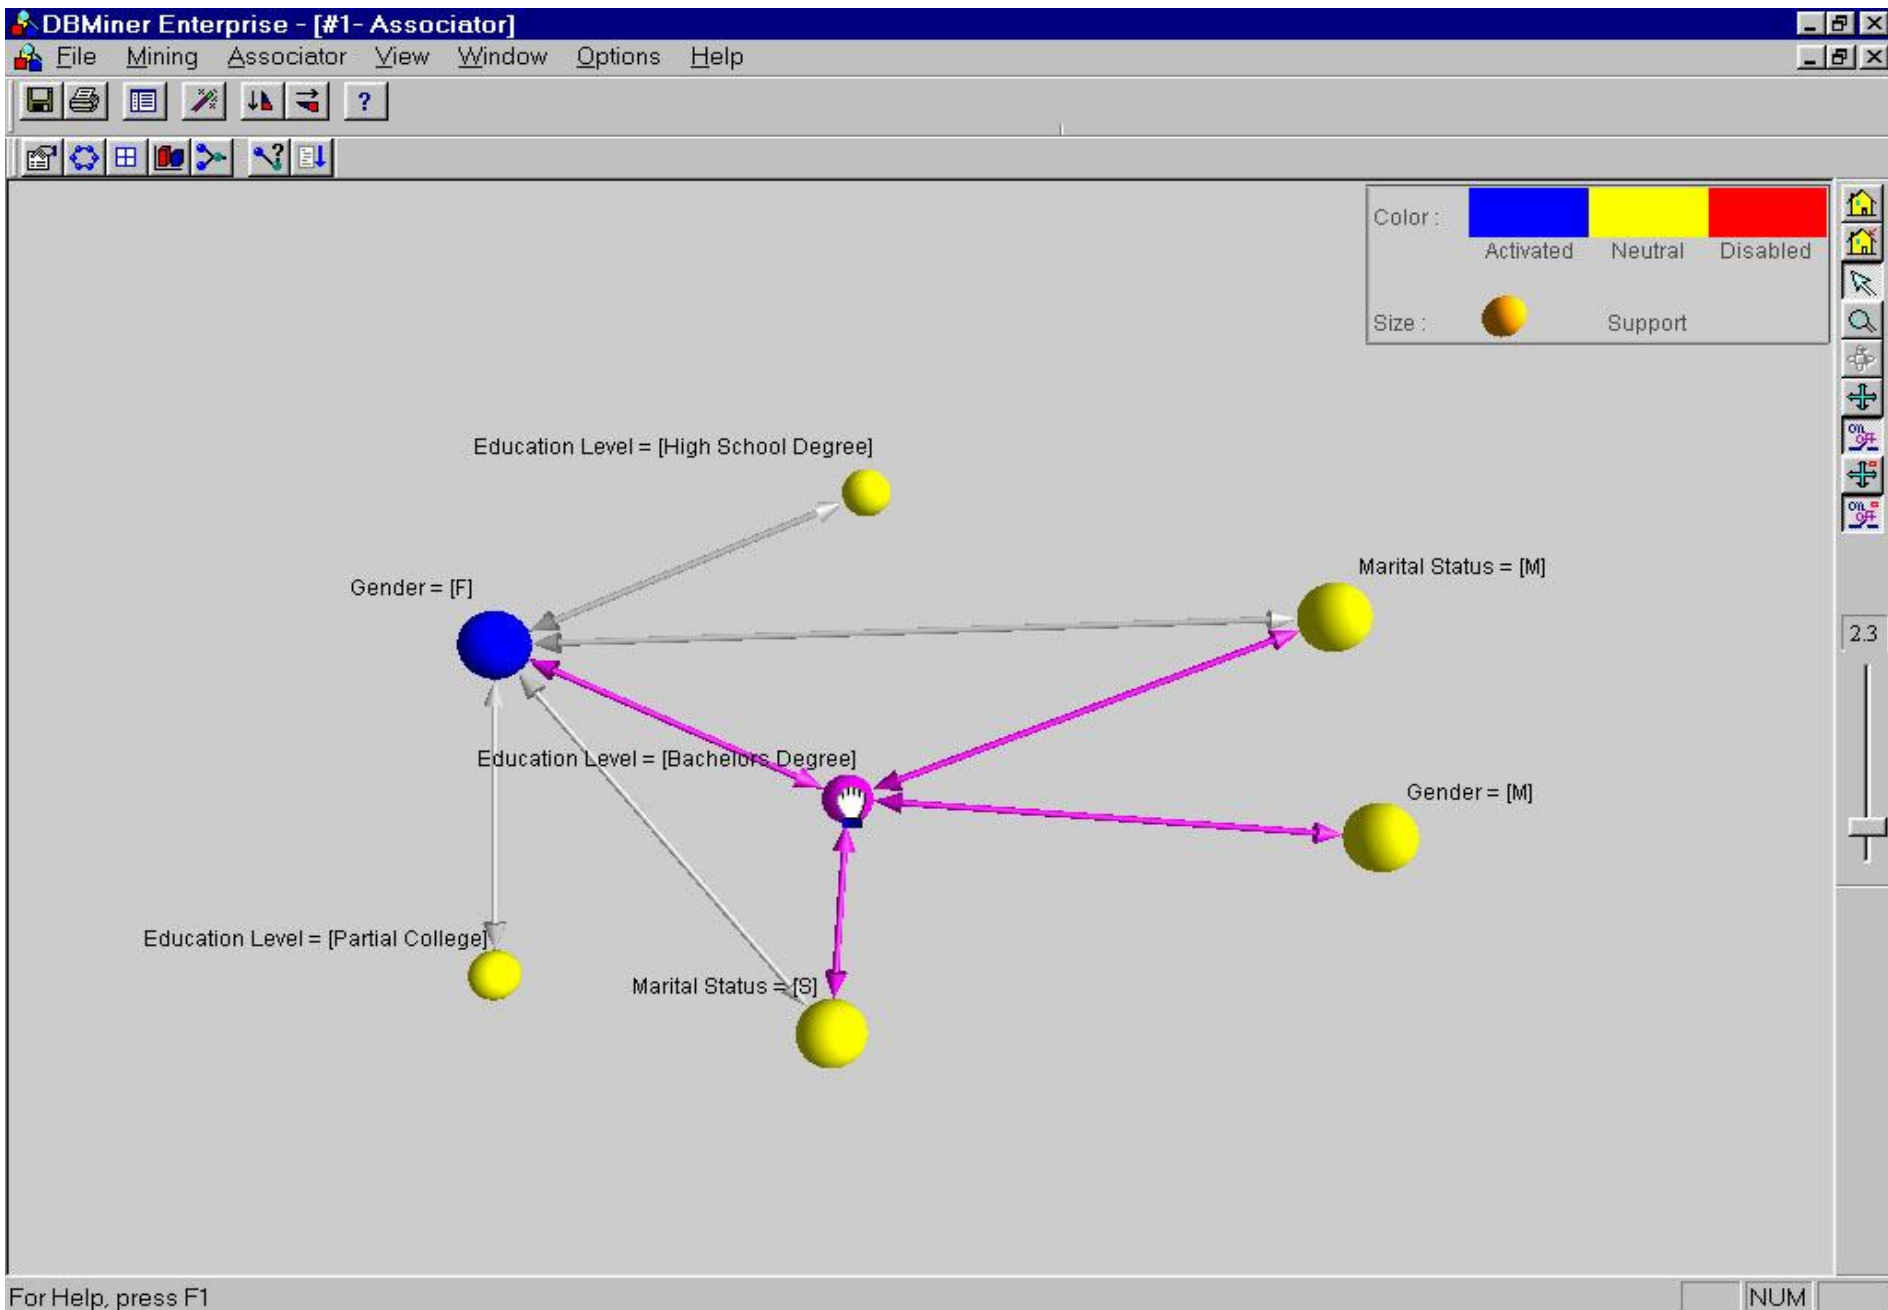 DBMiner Enterprise - [#1- Associator]
File Mining Associator View Window Options Help
?
?
Color :
Activated Neutral Disabled
Size : Support
Education Level = [High School Degree]
Marital Status = [M]
Gender = [F]
2.3
Education Level = [Bachelors Degree]
Gender = [M]
Education Level = [Partial College]
Marital Status = [S]
For Help, press F1
NUM